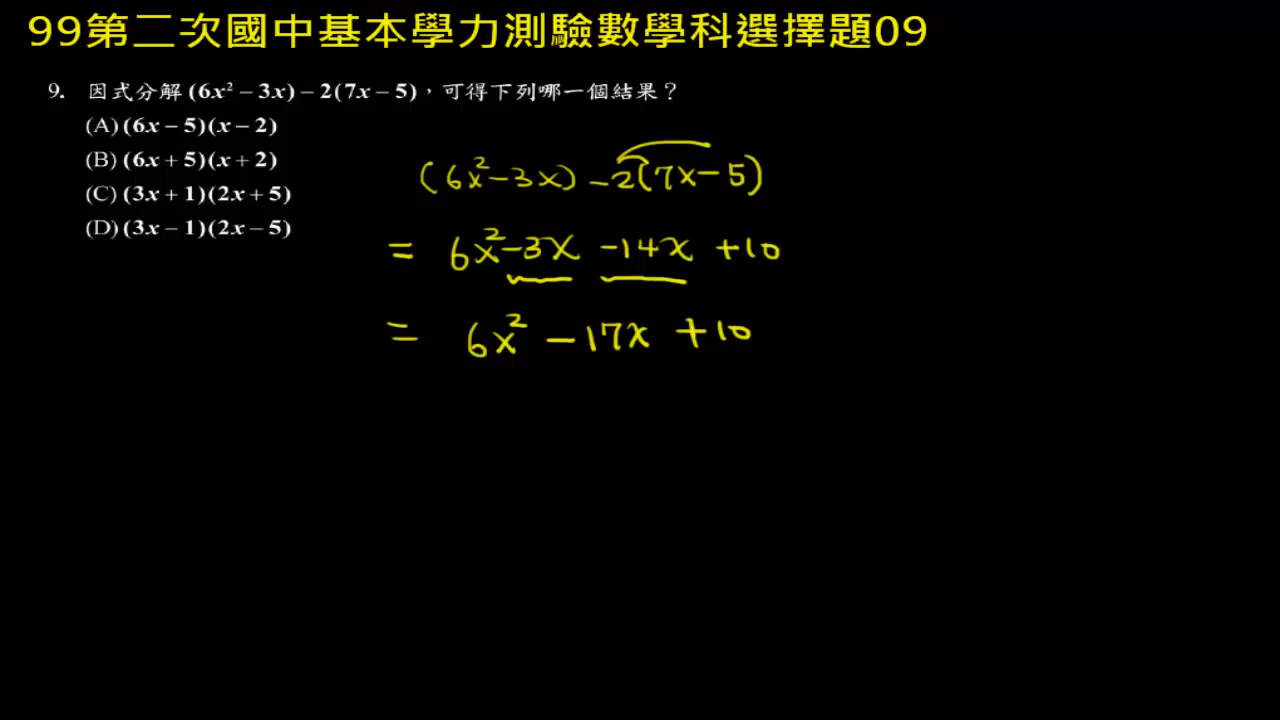 99第二次國中基本學力測驗數學科選擇題09
9. 因式分解 (6x² − 3x) − 2(7x − 5)，可得下列哪一個結果？
(A) (6x − 5)(x − 2)
(B) (6x + 5)(x + 2)
(C) (3x + 1)(2x + 5)
(D) (3x − 1)(2x − 5)
(6x² − 3x) − 2(7x − 5)
= 6x² − 3x − 14x + 10
= 6x² − 17x + 10